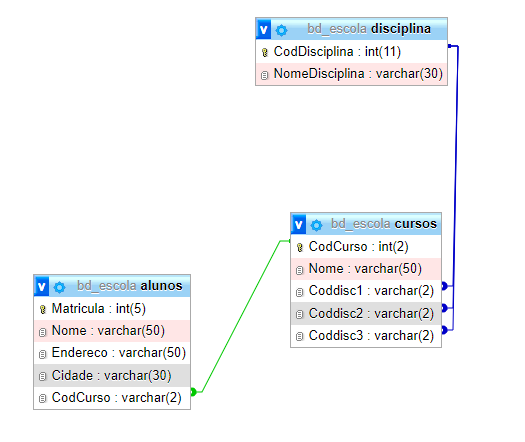 v bd_escola disciplina
CodDisciplina : int(11)
NomeDisciplina : varchar(30)
v bd_escola cursos
CodCurso : int(2)
Nome : varchar(50)
Coddisc1 : varchar(2)
Coddisc2 : varchar(2)
Coddisc3 : varchar(2)
v bd_escola alunos
Matricula : int(5)
Nome : varchar(50)
Endereco : varchar(50)
Cidade : varchar(30)
CodCurso : varchar(2)